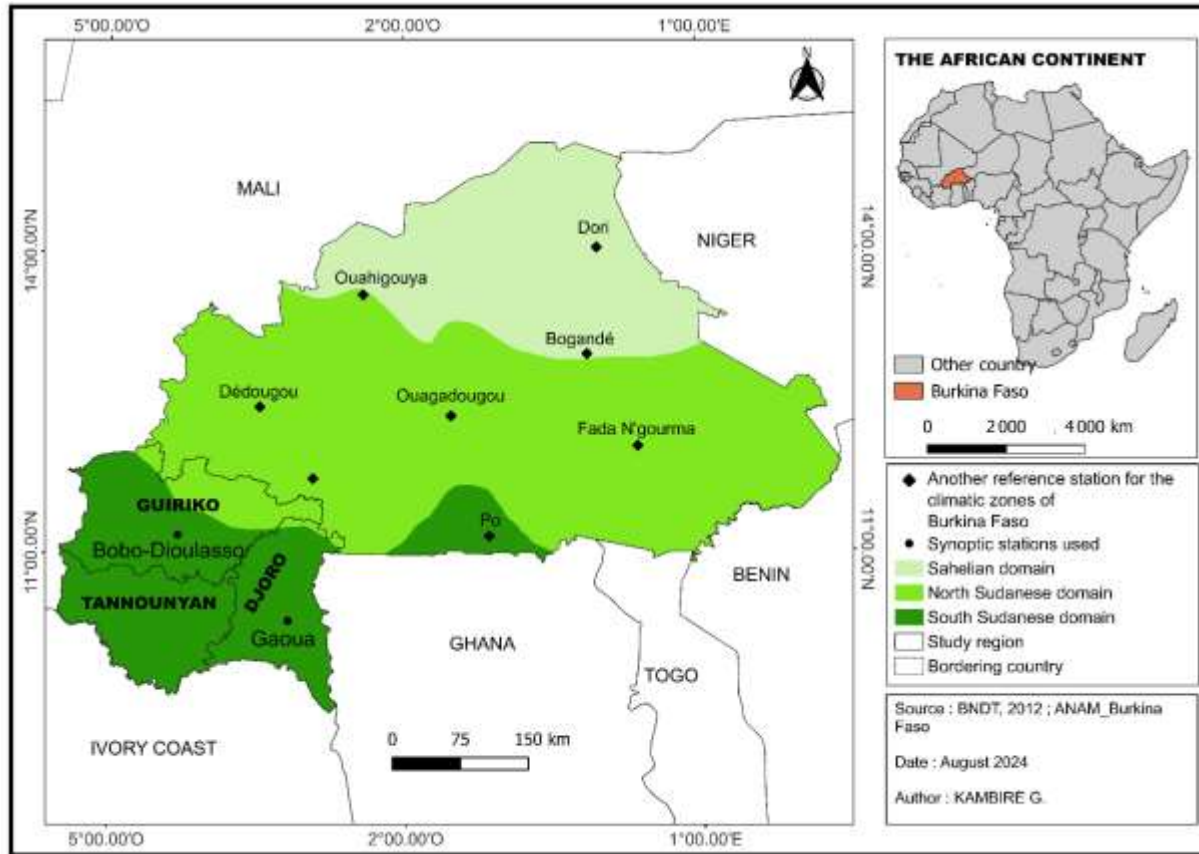 5°00.00'O 2°00.00'O 1°00.00'E
N
MALI
NIGER
14°00.00'N
14°00.00'N
Dori
Ouahigouya
Bogandé
Dédougou
Ouagadougou
Fada N'gourma
GUIRIKO
Po
11°00.00'N
11°00.00'N
Bobo-Dioulasso
TANNOUNYAN
DJORO
Gaoua
BENIN
GHANA
TOGO
IVORY COAST
0 75 150 km
5°00.00'O 2°00.00'O 1°00.00'E
THE AFRICAN CONTINENT
Other country
Burkina Faso
0 2 000 4 000 km
Another reference station for the
climatic zones of
Burkina Faso
Synoptic stations used
Sahelian domain
North Sudanese domain
South Sudanese domain
Study region
Bordering country
Source : BNDT, 2012 ; ANAM_Burkina
Faso
Date : August 2024
Author : KAMBIRE G.